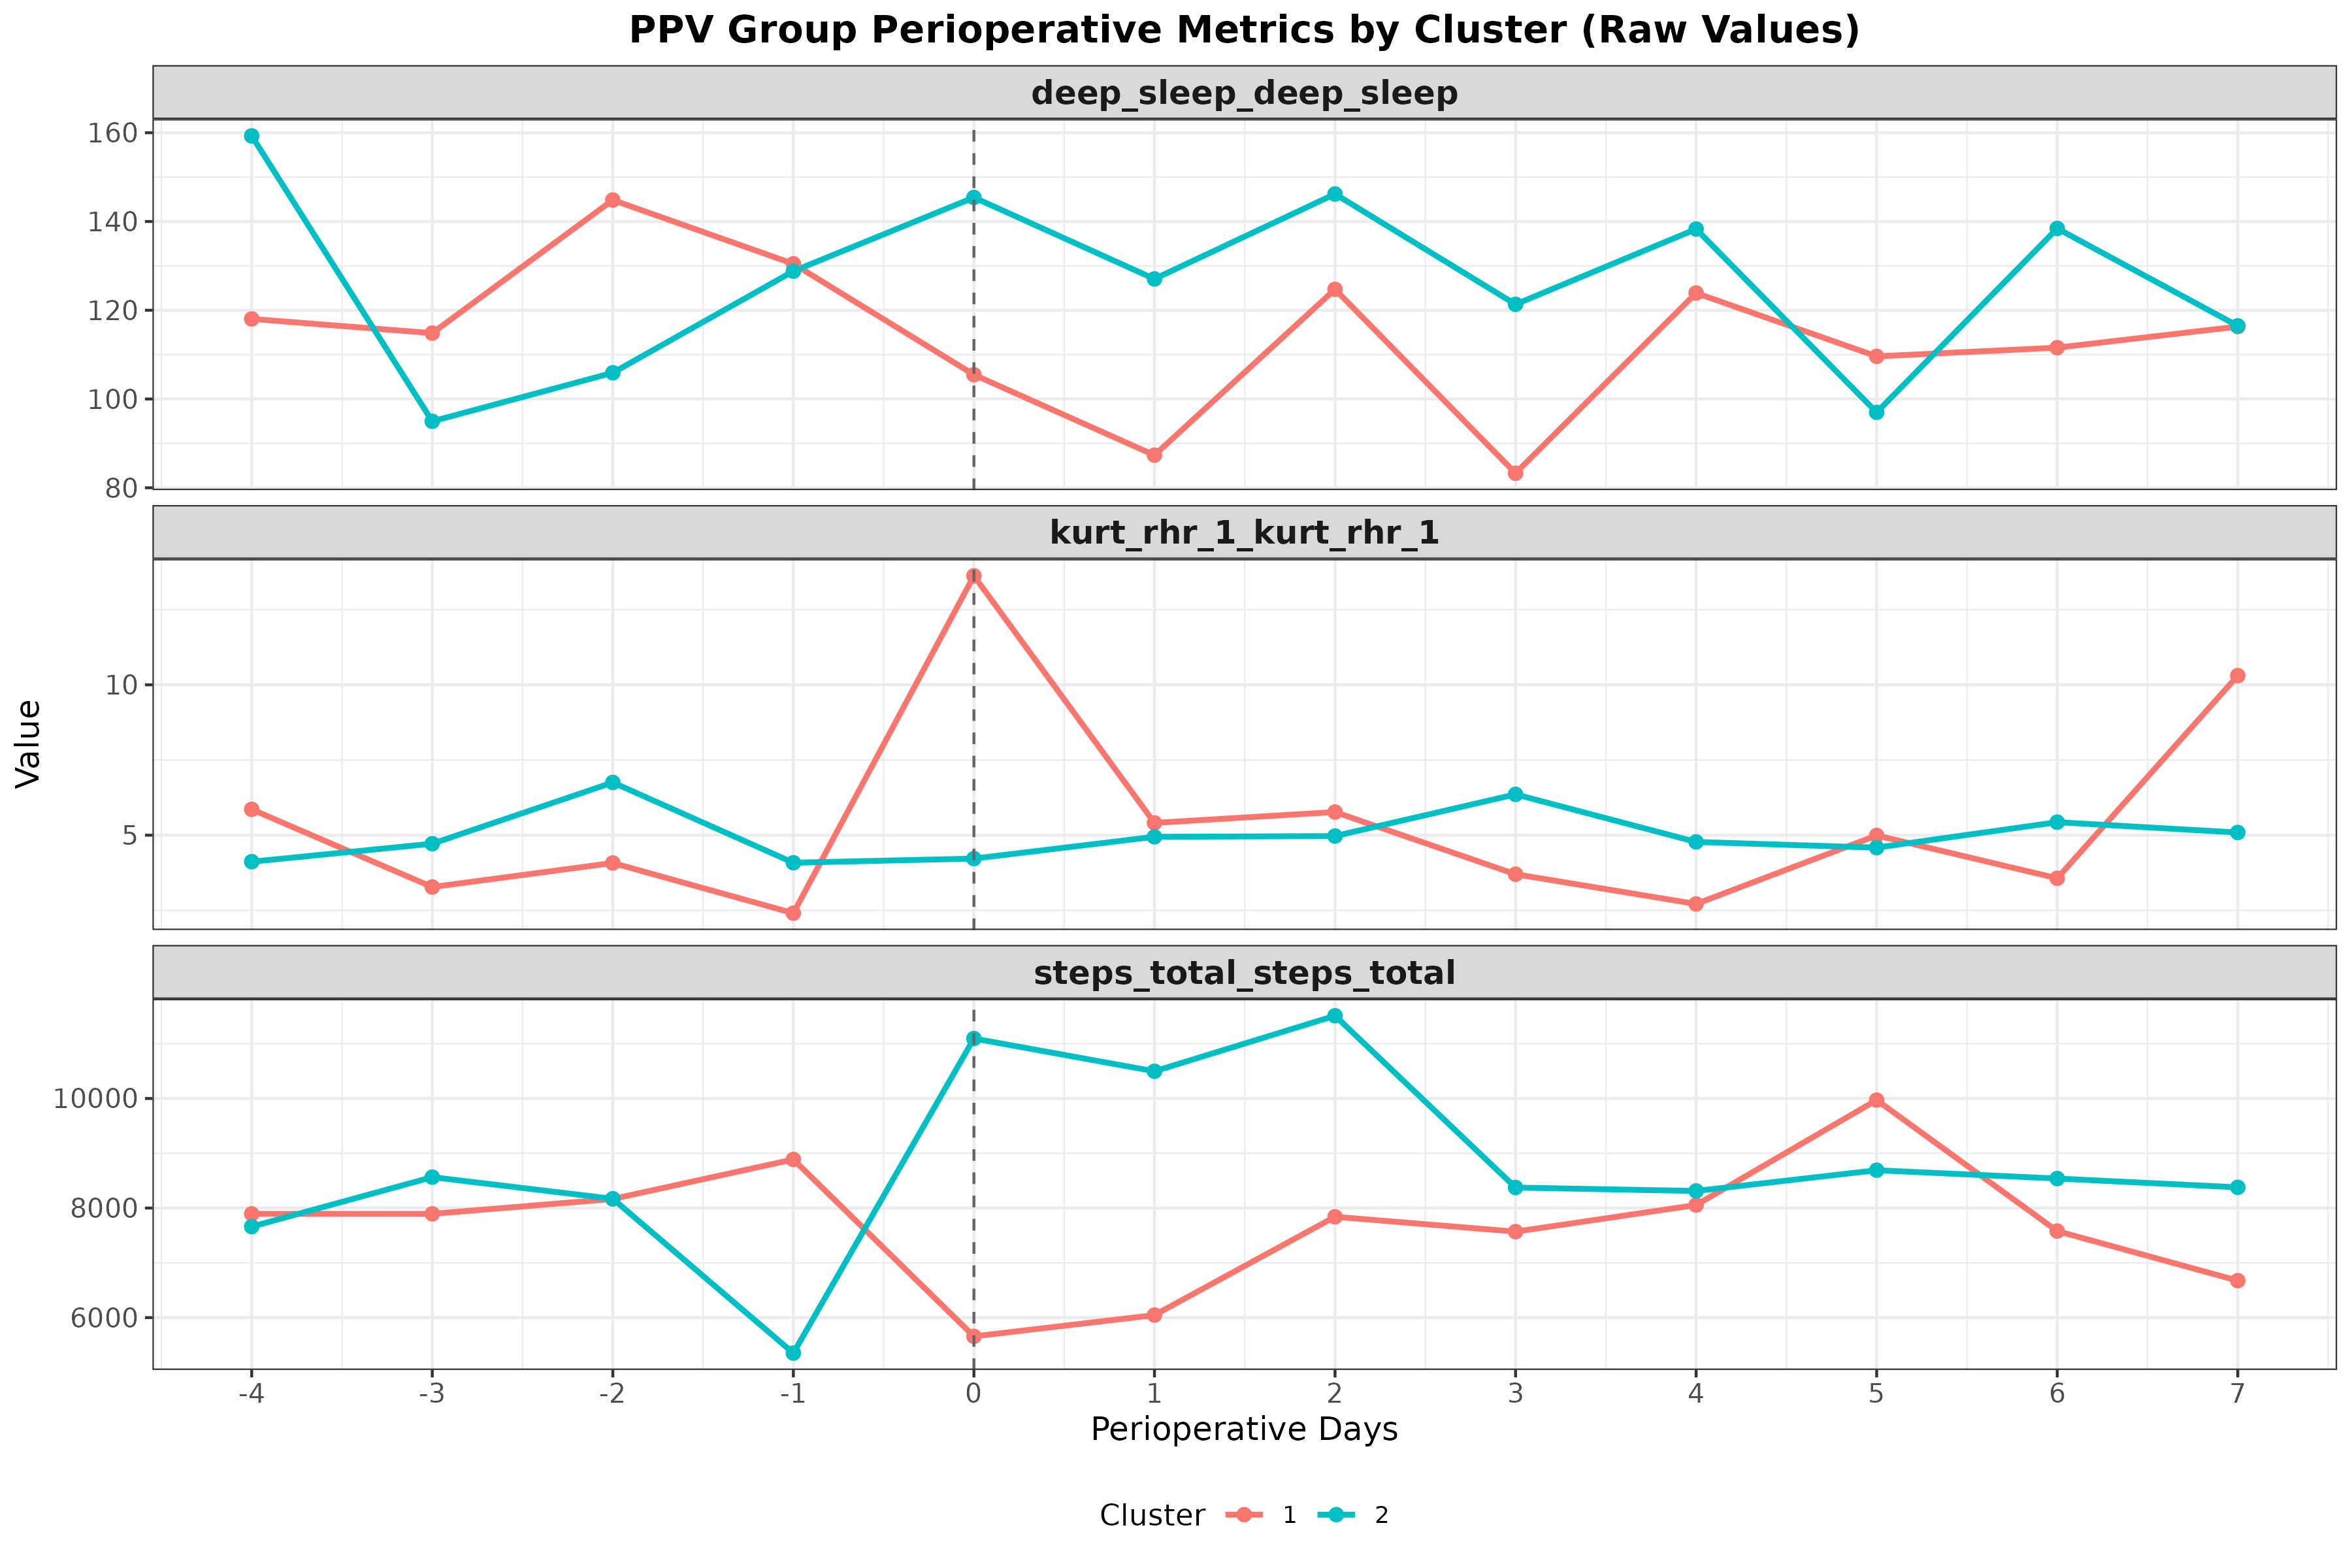 PPV Group Perioperative Metrics by Cluster (Raw Values)
deep_sleep_deep_sleep
160
140
120
100
80
kurt_rhr_1_kurt_rhr_1
10
5
Value
steps_total_steps_total
10000
8000
6000
-4 -3 -2 -1 0 1 2 3 4 5 6 7
Perioperative Days
Cluster 1 2